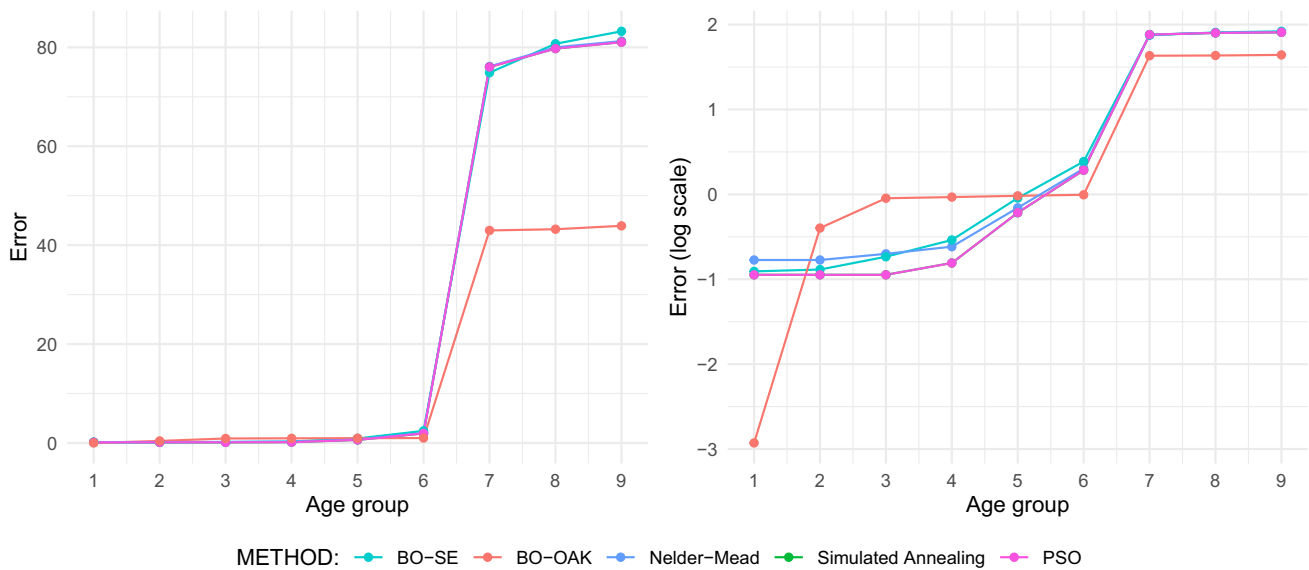 80
60
40
20
0
Error
1 2 3 4 5 6 7 8 9
Age group
2
1
0
−1
−2
−3
Error (log scale)
1 2 3 4 5 6 7 8 9
Age group
METHOD: BO−SE BO−OAK Nelder−Mead Simulated Annealing PSO